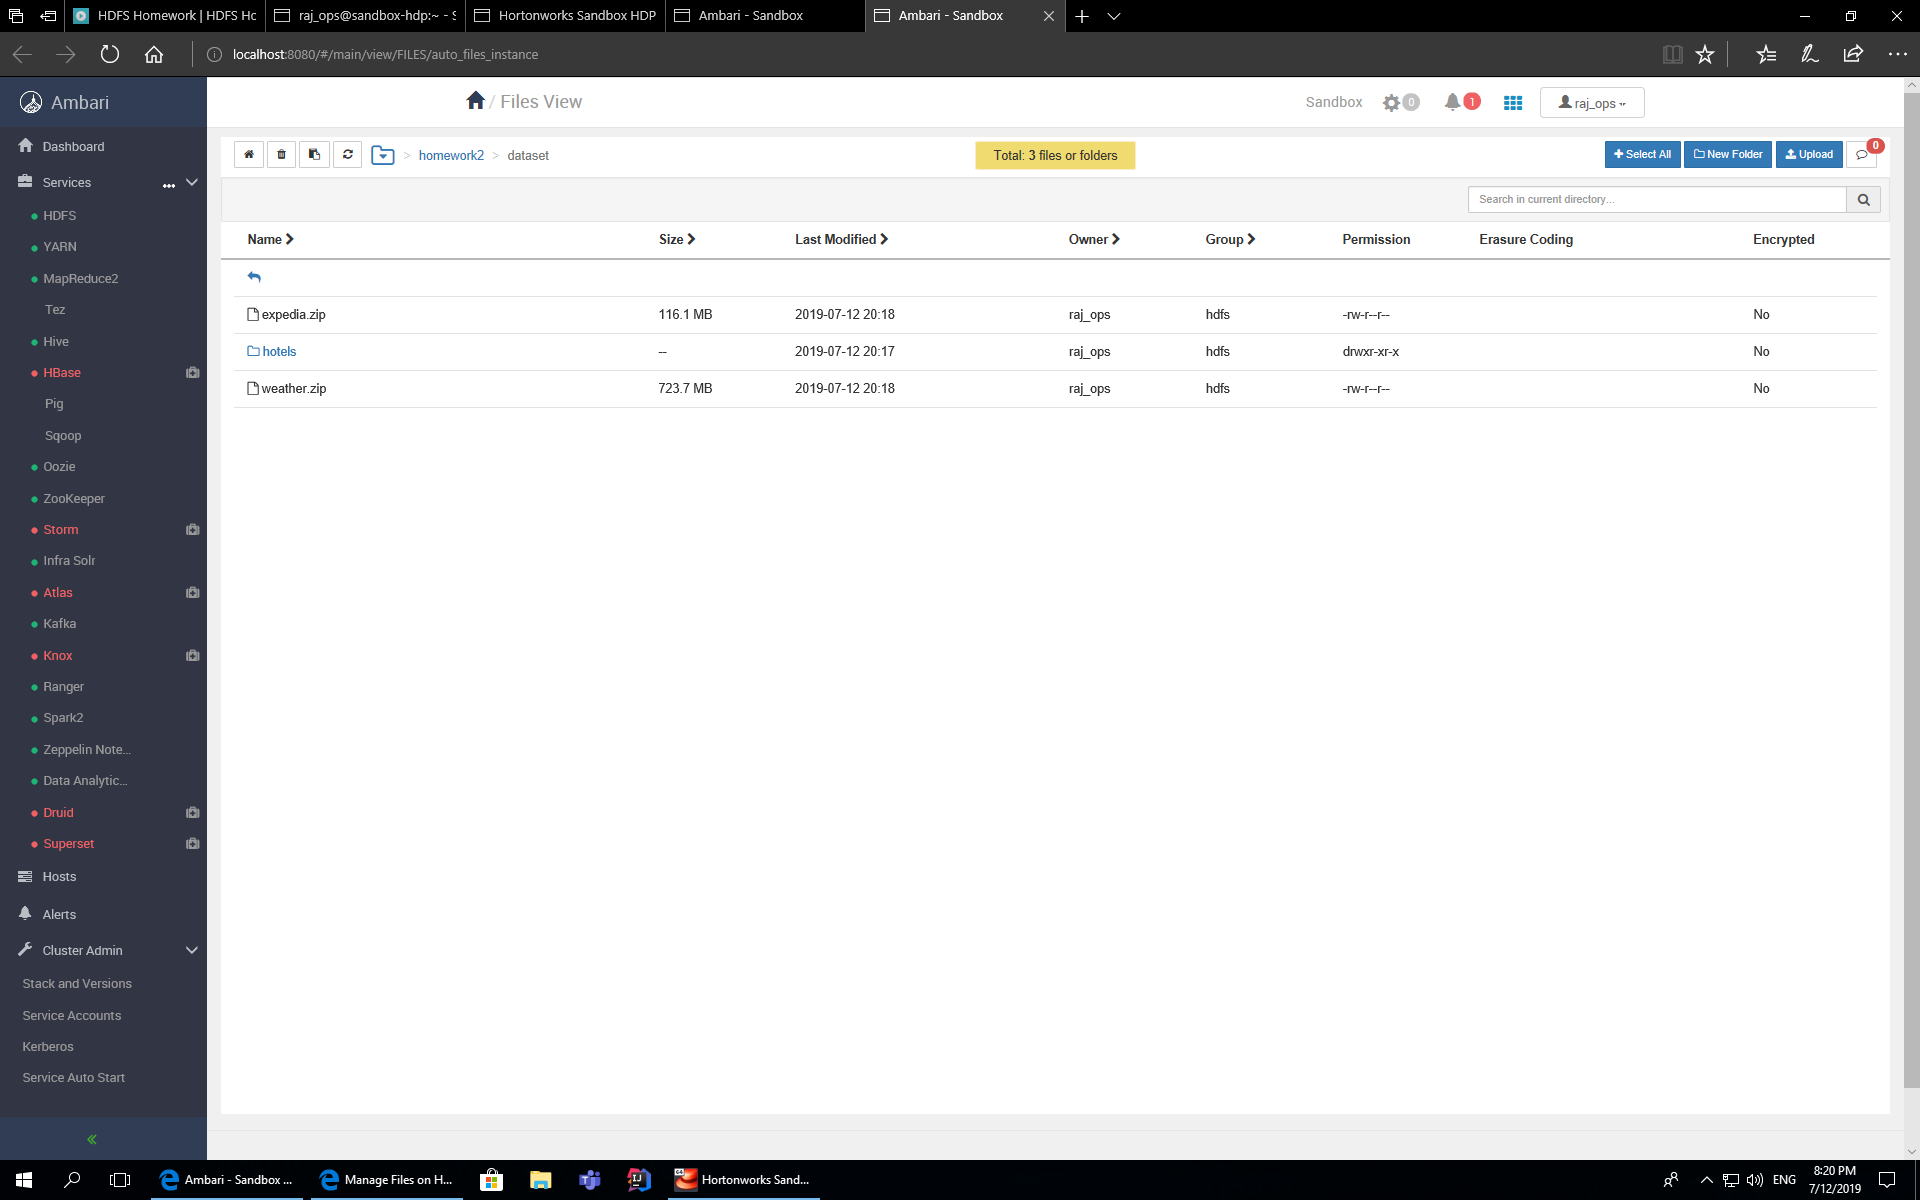 HDFS Homework | HDFS Hc
raj_ops@sandbox-hdp:~ - S
Hortonworks Sandbox HDP
Ambari - Sandbox
Ambari - Sandbox
localhost:8080/#/main/view/FILES/auto_files_instance
Ambari
/ Files View
Sandbox
0
1
raj_ops
Dashboard
Services
...
HDFS
YARN
MapReduce2
Tez
Hive
HBase
Pig
Sqoop
Oozie
ZooKeeper
Storm
Infra Solr
Atlas
Kafka
Knox
Ranger
Spark2
Zeppelin Note...
Data Analytic...
Druid
Superset
Hosts
Alerts
Cluster Admin
Stack and Versions
Service Accounts
Kerberos
Service Auto Start
«
> homework2 > dataset
Total: 3 files or folders
Select All
New Folder
Upload
0
Search in current directory...
Name Size Last Modified Owner Group Permission Erasure Coding Encrypted
expedia.zip 116.1 MB 2019-07-12 20:18 raj_ops hdfs -rw-r--r-- No
hotels -- 2019-07-12 20:17 raj_ops hdfs drwxr-xr-x No
weather.zip 723.7 MB 2019-07-12 20:18 raj_ops hdfs -rw-r--r-- No
Ambari - Sandbox ...
Manage Files on H...
Hortonworks Sand...
ENG
8:20 PM
7/12/2019